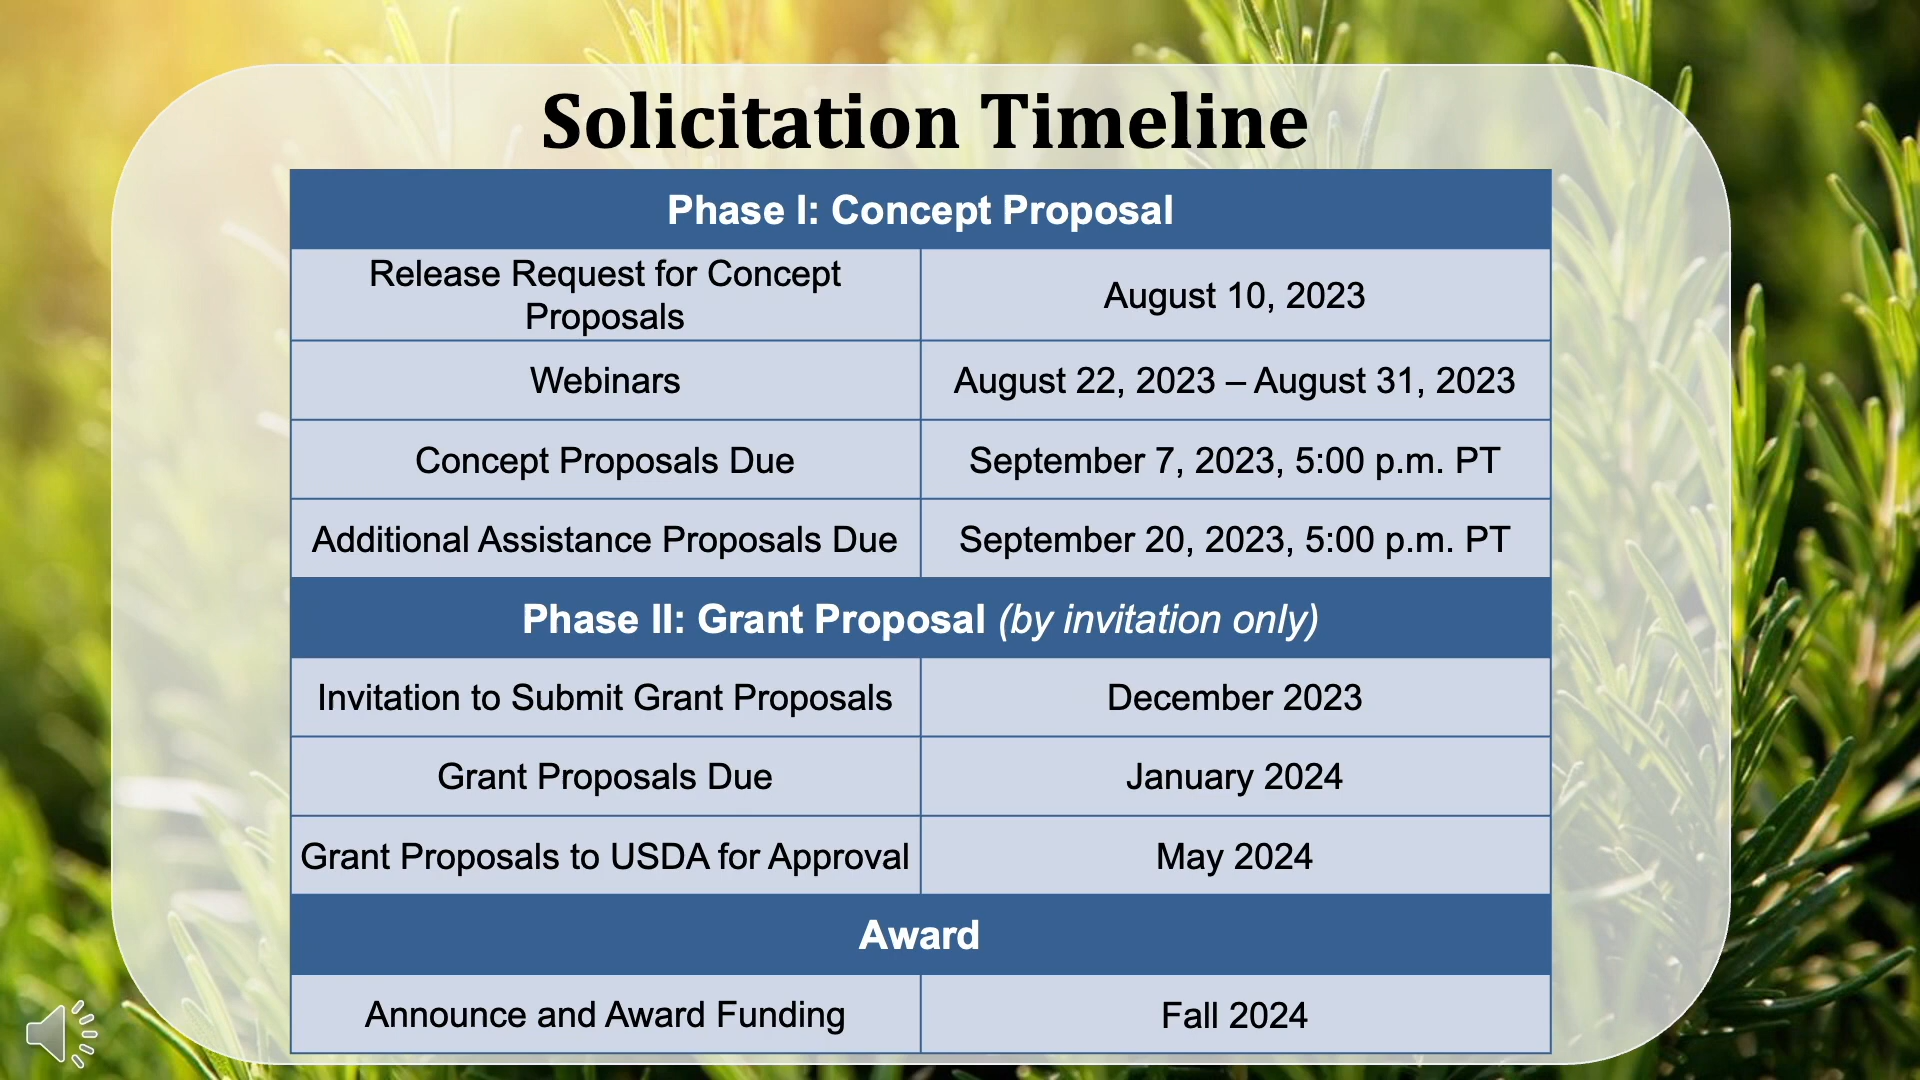 Solicitation Timeline
Phase I: Concept Proposal
Release Request for Concept
Proposals
August 10, 2023
Webinars
August 22, 2023 – August 31, 2023
Concept Proposals Due
September 7, 2023, 5:00 p.m. PT
Additional Assistance Proposals Due
September 20, 2023, 5:00 p.m. PT
Phase II: Grant Proposal (by invitation only)
Invitation to Submit Grant Proposals
December 2023
Grant Proposals Due
January 2024
Grant Proposals to USDA for Approval
May 2024
Award
Announce and Award Funding
Fall 2024